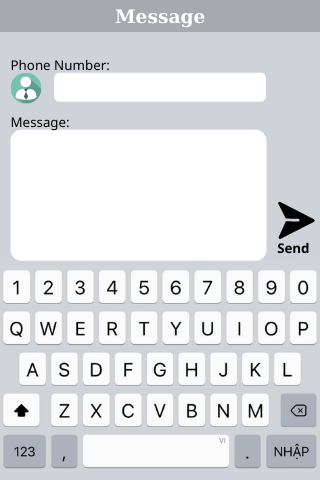 Message
Phone Number:
Message:
Send
1 2 3 4 5 6 7 8 9 0
Q W E R T Y U I O P
A S D F G H J K L
Z X C V B N M
123 , VI . NHẬP